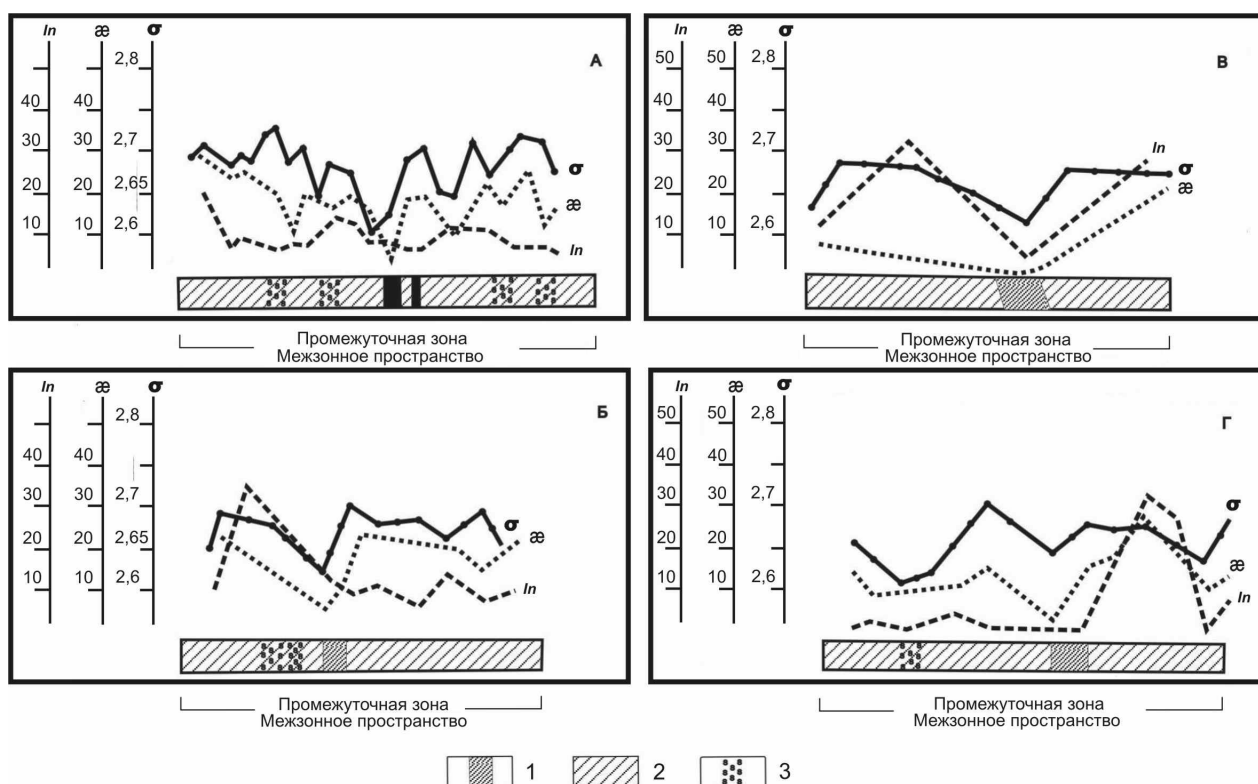 In æ σ
40 40 2,8
30 30 2,7
20 20 2,65
10 10 2,6
А
σ
æ
In
Промежуточная зона
Межзонное пространство
In æ σ
50 50 2,8
40 40
30 30 2,7
20 20
10 10 2,6
В
In
σ
æ
Промежуточная зона
Межзонное пространство
In æ σ
40 40 2,8
30 30 2,7
20 20 2,65
10 10 2,6
Б
σ
æ
In
Промежуточная зона
Межзонное пространство
In æ σ
50 50 2,8
40 40
30 30 2,7
20 20
10 10 2,6
Г
σ
æ
In
Промежуточная зона
Межзонное пространство
1 2 3